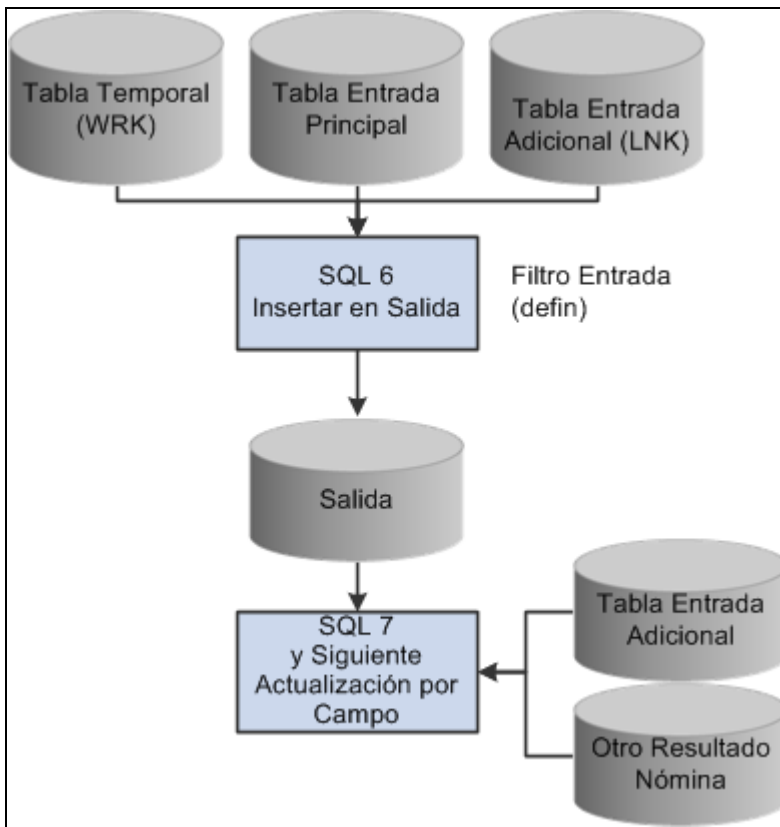 Tabla Temporal
(WRK)
Tabla Entrada
Principal
Tabla Entrada
Adicional (LNK)
SQL 6
Insertar en Salida
Filtro Entrada
(defin)
Salida
SQL 7
y Siguiente
Actualización por
Campo
Tabla Entrada
Adicional
Otro Resultado
Nómina